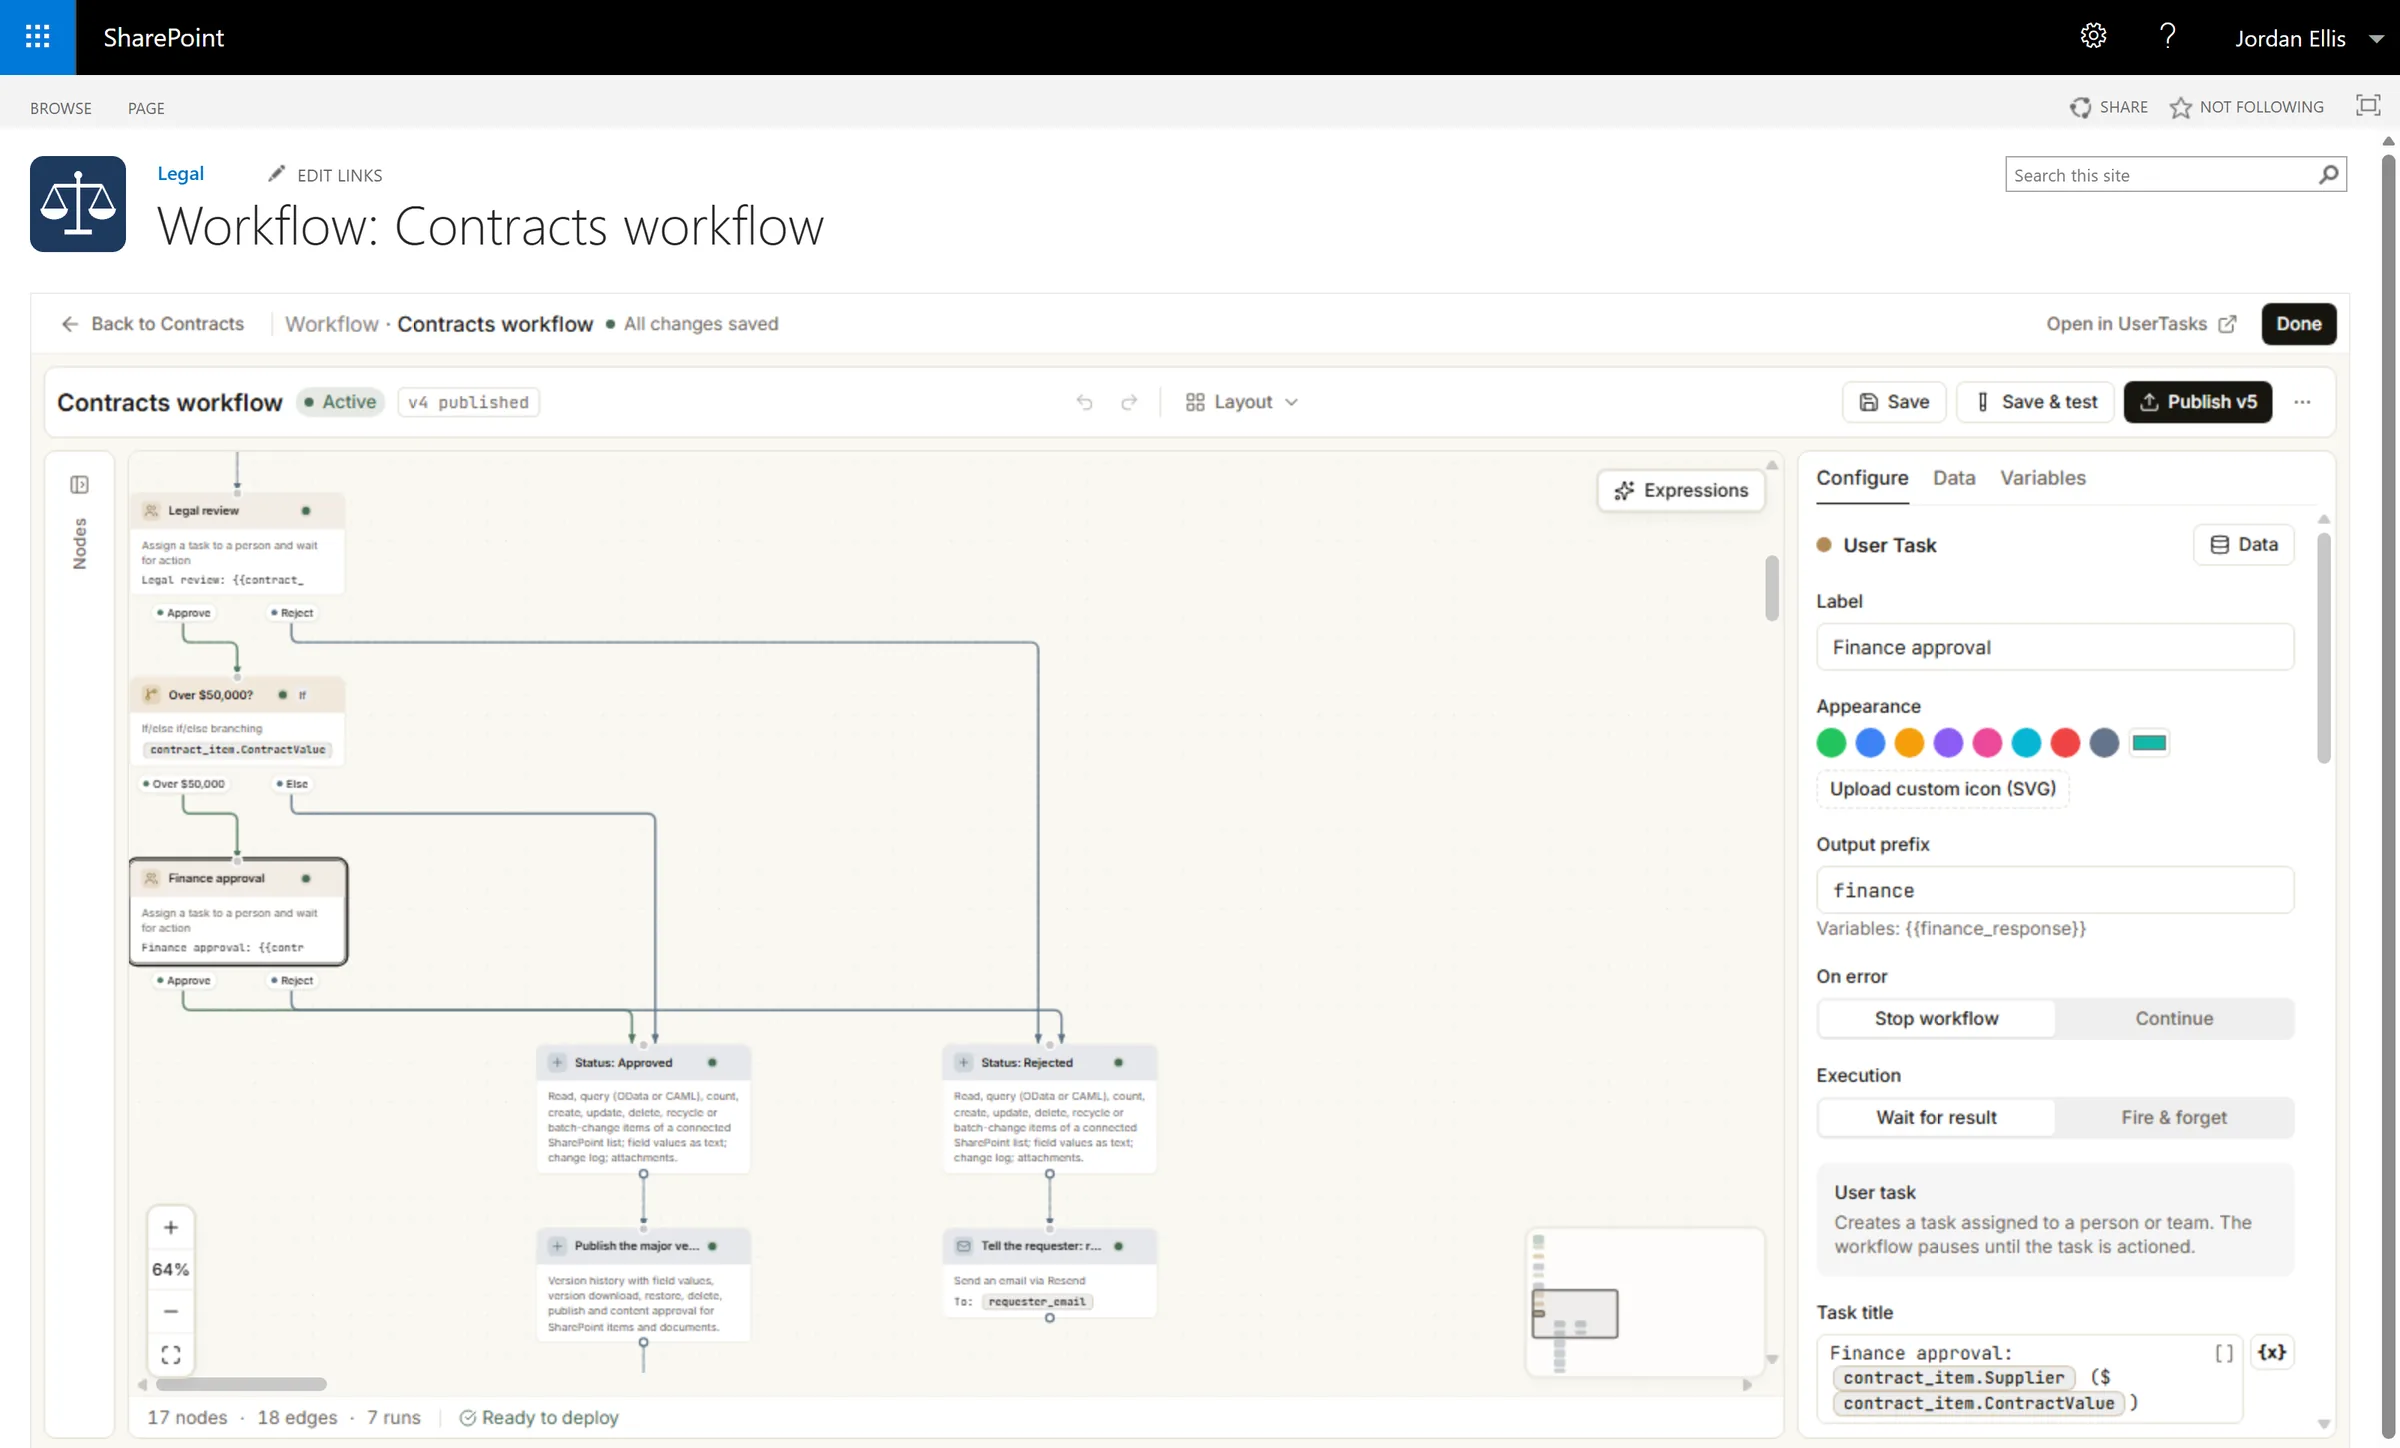 SharePoint
Jordan Ellis
BROWSE
PAGE
SHARE
NOT FOLLOWING
Legal
EDIT LINKS
Workflow: Contracts workflow
Search this site
Back to Contracts
Workflow · Contracts workflow
All changes saved
Open in UserTasks
Done
Contracts workflow
Active
v4 published
Layout
Save
Save & test
Publish v5
Nodes
Expressions
Legal review
Assign a task to a person and wait
for action
Legal review: {{contract_
Approve
Reject
Over $50,000?
If
If/else if/else branching
contract_item.ContractValue
Over $50,000
Else
Finance approval
Assign a task to a person and wait
for action
Finance approval: {{contr
Approve
Reject
Status: Approved
Read, query (OData or CAML), count,
create, update, delete, recycle or
batch-change items of a connected
SharePoint list; field values as text;
change log; attachments.
Status: Rejected
Read, query (OData or CAML), count,
create, update, delete, recycle or
batch-change items of a connected
SharePoint list; field values as text;
change log; attachments.
Publish the major ve...
Version history with field values,
version download, restore, delete,
publish and content approval for
SharePoint items and documents.
Tell the requester: r...
Send an email via Resend
To: requester_email
64%
17 nodes · 18 edges · 7 runs
Ready to deploy
Configure
Data
Variables
User Task
Data
Label
Finance approval
Appearance
Upload custom icon (SVG)
Output prefix
finance
Variables: {{finance_response}}
On error
Stop workflow
Continue
Execution
Wait for result
Fire & forget
User task
Creates a task assigned to a person or team. The
workflow pauses until the task is actioned.
Task title
Finance approval:
contract_item.Supplier ($
contract_item.ContractValue )
[]
{x}